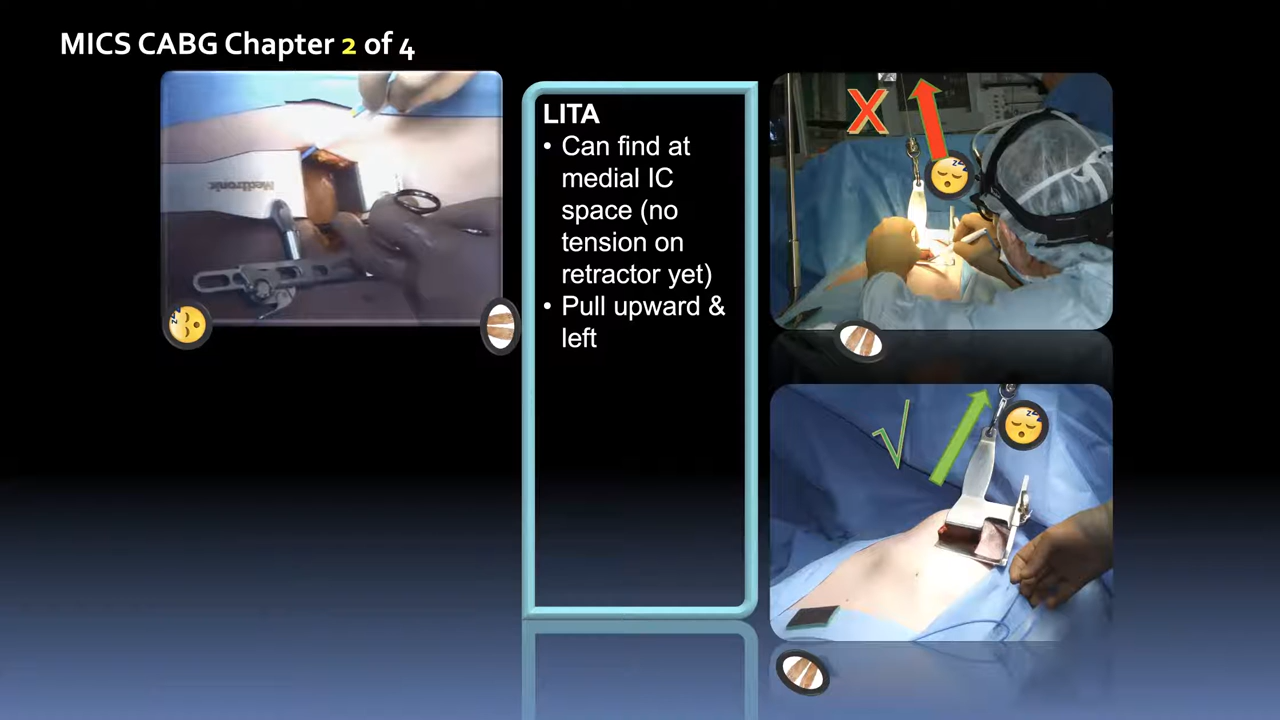 MICS CABG Chapter 2 of 4
Medtronic
LITA
• Can find at
medial IC
space (no
tension on
retractor yet)
• Pull upward &
left
X
√